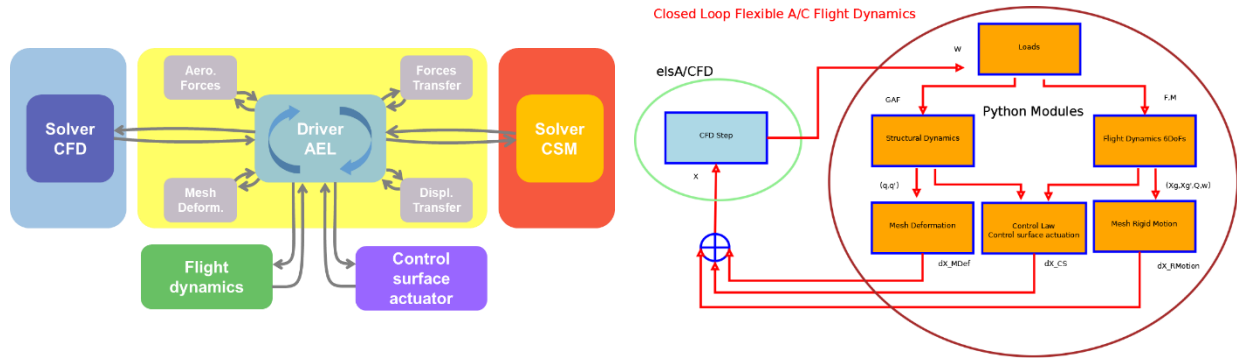 Aero.
Forces
Forces
Transfer
Solver
CFD
Driver
AEL
Solver
CSM
Mesh
Deform.
Displ.
Transfer
Flight
dynamics
Control
surface
actuator
Closed Loop Flexible A/C Flight Dynamics
W
Loads
elsA/CFD
GAF
Python Modules
F,M
CFD Step
Structural Dynamics
Flight Dynamics 6DoFs
X
(q,q')
(Xg,Xg',Q,w)
Mesh Deformation
Control Law
Control surface actuation
Mesh Rigid Motion
dX_MDef
dX_CS
dX_RMotion